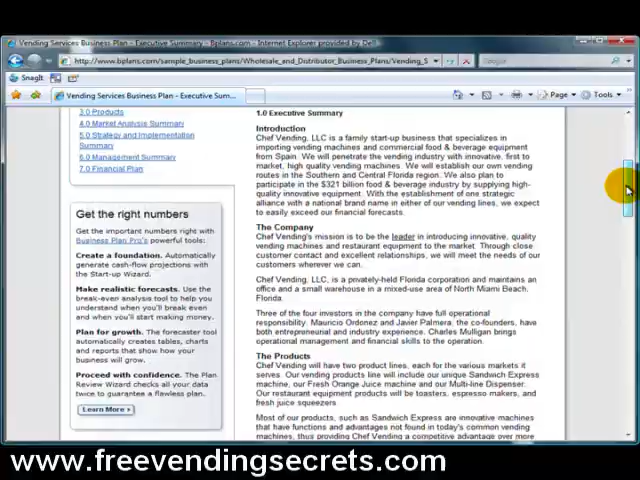 Vending Services Business Plan - Executive Summary - Bplans.com - Internet Explorer provided by Dell
http://www.bplans.com/sample_business_plans/Wholesale_and_Distributor_Business_Plans/Vending_S
Google
SnagIt
Vending Services Business Plan - Executive Sum...
Page
Tools
3.0 Products
4.0 Market Analysis Summary
5.0 Strategy and Implementation
Summary
6.0 Management Summary
7.0 Financial Plan
Get the right numbers
Get the important numbers right with
Business Plan Pro's powerful tools:
Create a foundation. Automatically
generate cash-flow projections with
the Start-up Wizard.
Make realistic forecasts. Use the
break-even analysis tool to help you
understand when you'll break even
and when you'll start making money.
Plan for growth. The forecaster tool
automatically creates tables, charts
and reports that show how your
business will grow.
Proceed with confidence. The Plan
Review Wizard checks all your data
twice to guarantee a flawless plan.
Learn More >
1.0 Executive Summary
Introduction
Chef Vending, LLC is a family start-up business that specializes in
importing vending machines and commercial food & beverage equipment
from Spain. We will penetrate the vending industry with innovative, first to
market, high quality vending machines. We will establish our own vending
routes in the Southern and Central Florida region. We also plan to
participate in the $321 billion food & beverage industry by supplying high-
quality innovative equipment. With the establishment of one strategic
alliance with a national brand name in either of our vending lines, we expect
to easily exceed our financial forecasts.
The Company
Chef Vending's mission is to be the leader in introducing innovative, quality
vending machines and restaurant equipment to the market. Through close
customer contact and excellent relationships, we will meet the needs of our
customers wherever we can.
Chef Vending, LLC, is a privately-held Florida corporation and maintains an
office and a small warehouse in a mixed-use area of North Miami Beach,
Florida.
Three of the four investors in the company have full operational
responsibility. Mauricio Ordonez and Javier Palmera, the co-founders, have
both entrepreneurial and industry experience. Charles Mulligan brings
operational management and financial skills to the operation.
The Products
Chef Vending will have two product lines, each for the various markets it
serves. Our vending products line will include our unique Sandwich Express
machine, our Fresh Orange Juice machine and our Multi-line Dispenser.
Our restaurant equipment products will be toasters, espresso makers, and
fresh juice squeezers
Most of our products, such as Sandwich Express are innovative machines
that have functions and advantages not found in today's common vending
machines, thus providing Chef Vending a competitive advantage over more
www.freevendingsecrets.com